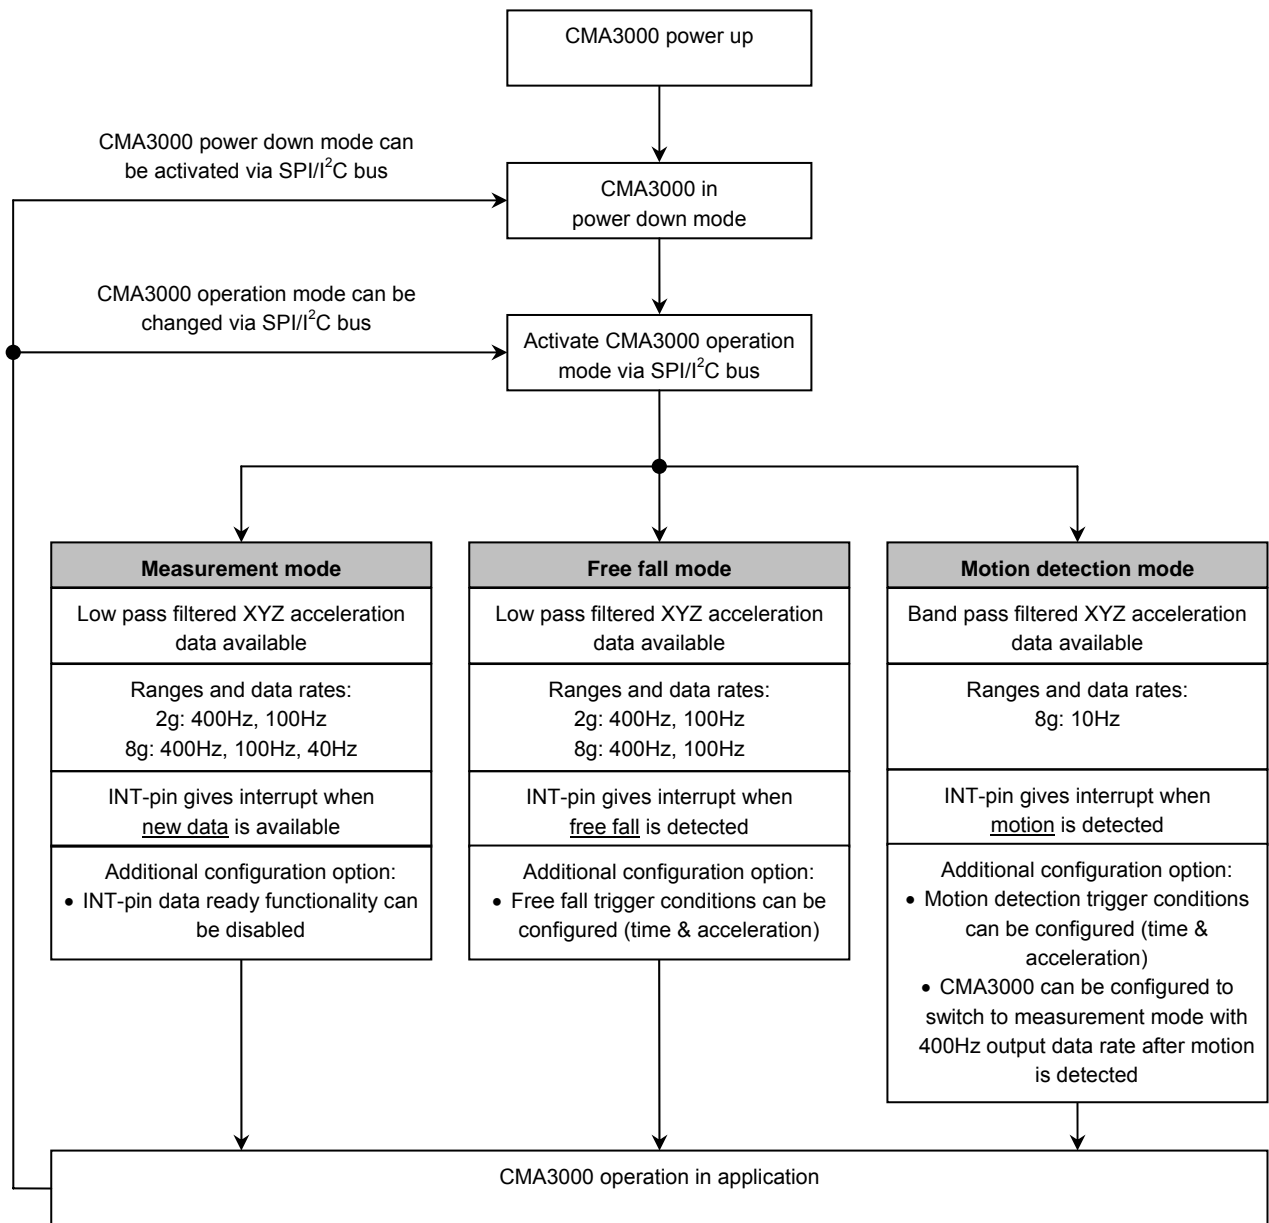 CMA3000 power up
CMA3000 power down mode can
be activated via SPI/I²C bus
CMA3000 in
power down mode
CMA3000 operation mode can be
changed via SPI/I²C bus
Activate CMA3000 operation
mode via SPI/I²C bus
Measurement mode
Low pass filtered XYZ acceleration
data available
Ranges and data rates:
2g: 400Hz, 100Hz
8g: 400Hz, 100Hz, 40Hz
INT-pin gives interrupt when
new data is available
Additional configuration option:
• INT-pin data ready functionality can
be disabled
Free fall mode
Low pass filtered XYZ acceleration
data available
Ranges and data rates:
2g: 400Hz, 100Hz
8g: 400Hz, 100Hz
INT-pin gives interrupt when
free fall is detected
Additional configuration option:
• Free fall trigger conditions can be
configured (time & acceleration)
Motion detection mode
Band pass filtered XYZ acceleration
data available
Ranges and data rates:
8g: 10Hz
INT-pin gives interrupt when
motion is detected
Additional configuration option:
• Motion detection trigger conditions
can be configured (time &
acceleration)
• CMA3000 can be configured to
switch to measurement mode with
400Hz output data rate after motion
is detected
CMA3000 operation in application